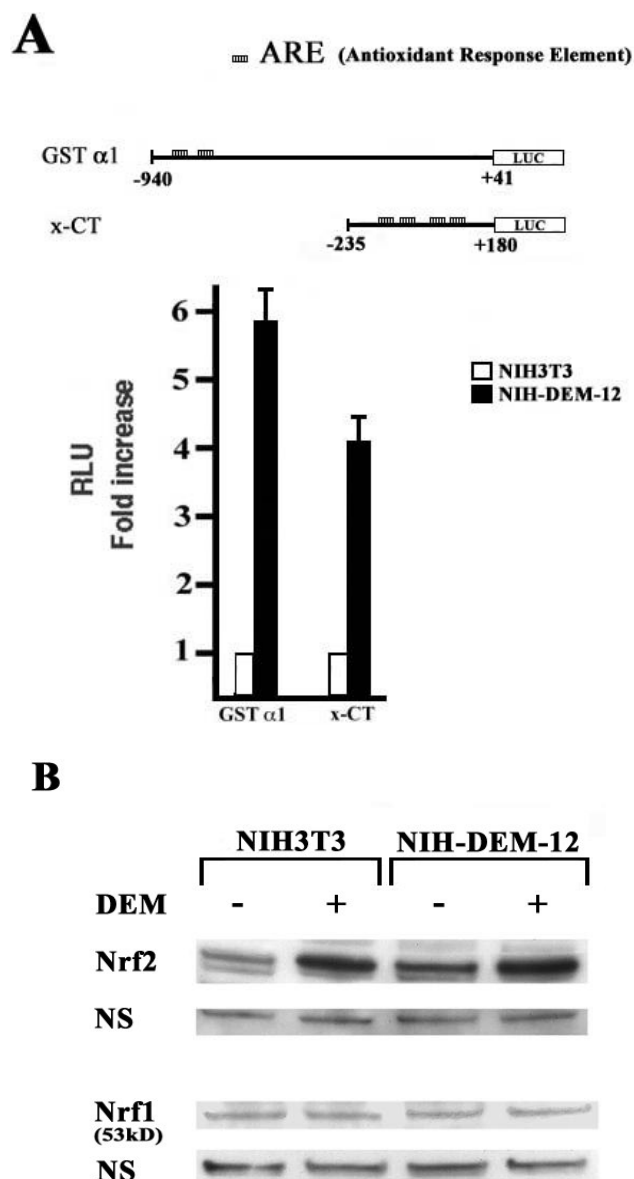 A
ARE (Antioxidant Response Element)
GST α1
LUC
-940
+41
x-CT
LUC
-235
+180
6
5
4
3
2
1
RLU
Fold increase
NIH3T3
NIH-DEM-12
GST α1
x-CT
B
NIH3T3
NIH-DEM-12
DEM - + - +
Nrf2
NS
Nrf1
(53kD)
NS